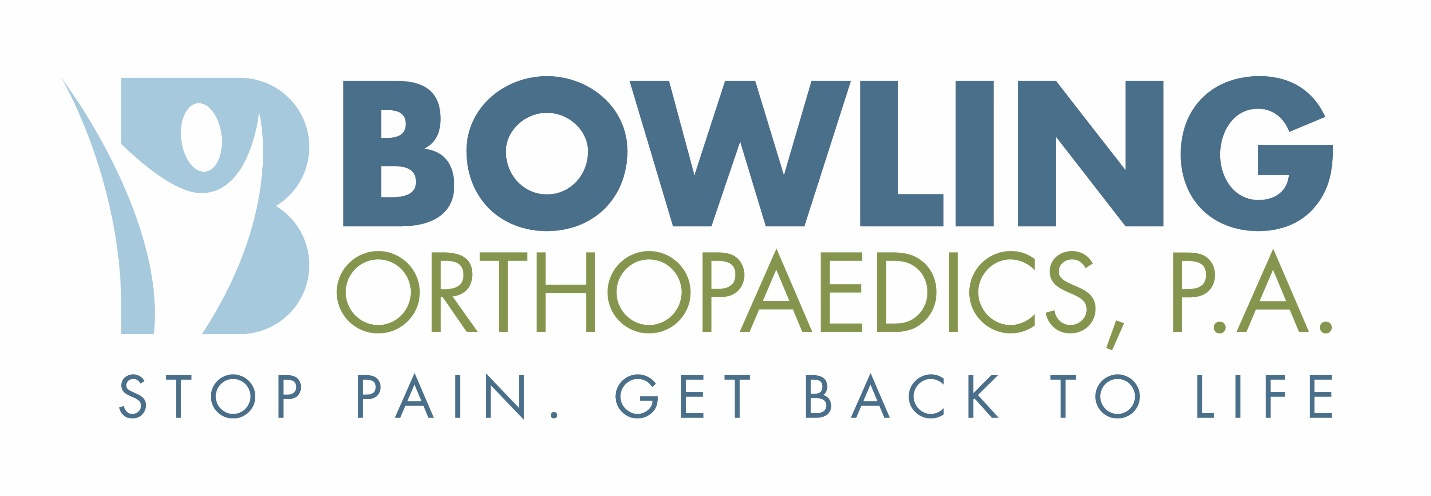 BOWLING
ORTHOPAEDICS, P.A.
STOP PAIN. GET BACK TO LIFE